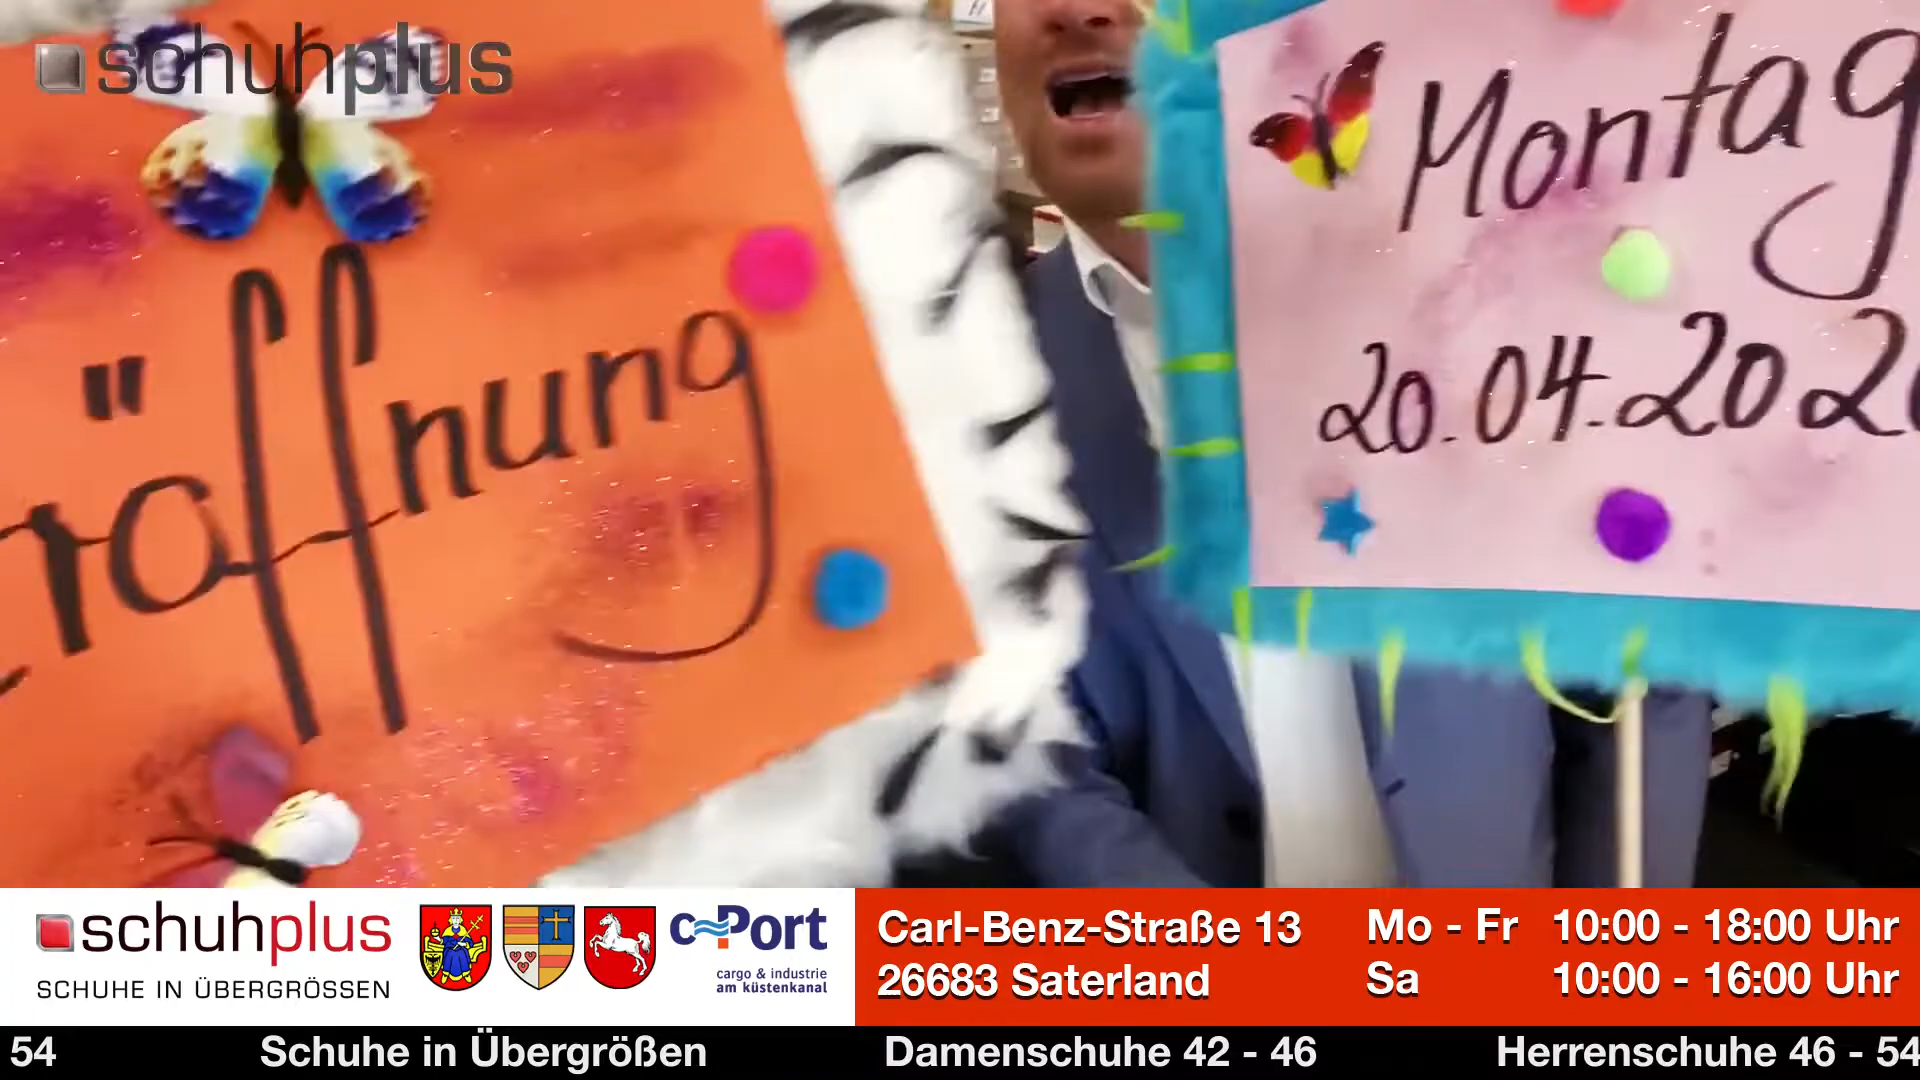 schuhplus
Eröffnung
Montag
20.04.202
schuhplus
SCHUHE IN ÜBERGRÖSSEN
c-Port
cargo & industrie
am küstenkanal
Carl-Benz-Straße 13
26683 Saterland
Mo - Fr 10:00 - 18:00 Uhr
Sa 10:00 - 16:00 Uhr
54 Schuhe in Übergrößen Damenschuhe 42 - 46 Herrenschuhe 46 - 54